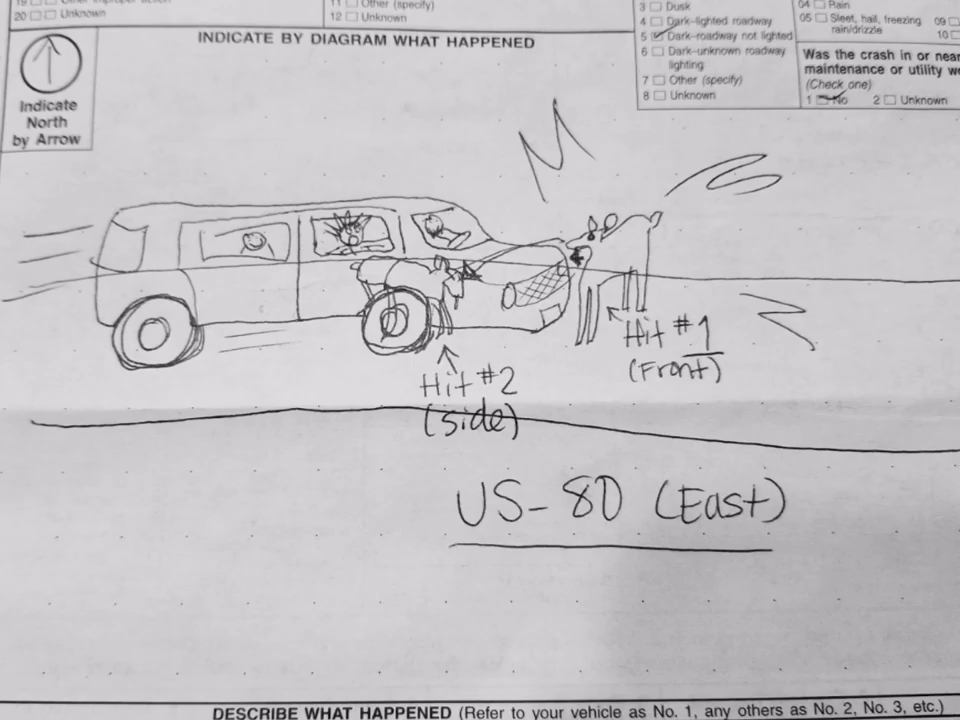 20 Unknown
11 Other (specify)
12 Unknown
3 Dusk
4 Dark-lighted roadway
5 Dark-roadway not lighted
6 Dark-unknown roadway
lighting
7 Other (specify)
8 Unknown
04 Rain
05 Sleet, hail, freezing
rain/drizzle
09
10
Was the crash in or near
maintenance or utility
(Check one)
1 No 2 Unknown
INDICATE BY DIAGRAM WHAT HAPPENED
Indicate
North
by Arrow
Hit #1
(Front)
Hit #2
(side)
US-80 (East)
DESCRIBE WHAT HAPPENED (Refer to your vehicle as No. 1, any others as No. 2, No. 3, etc.)